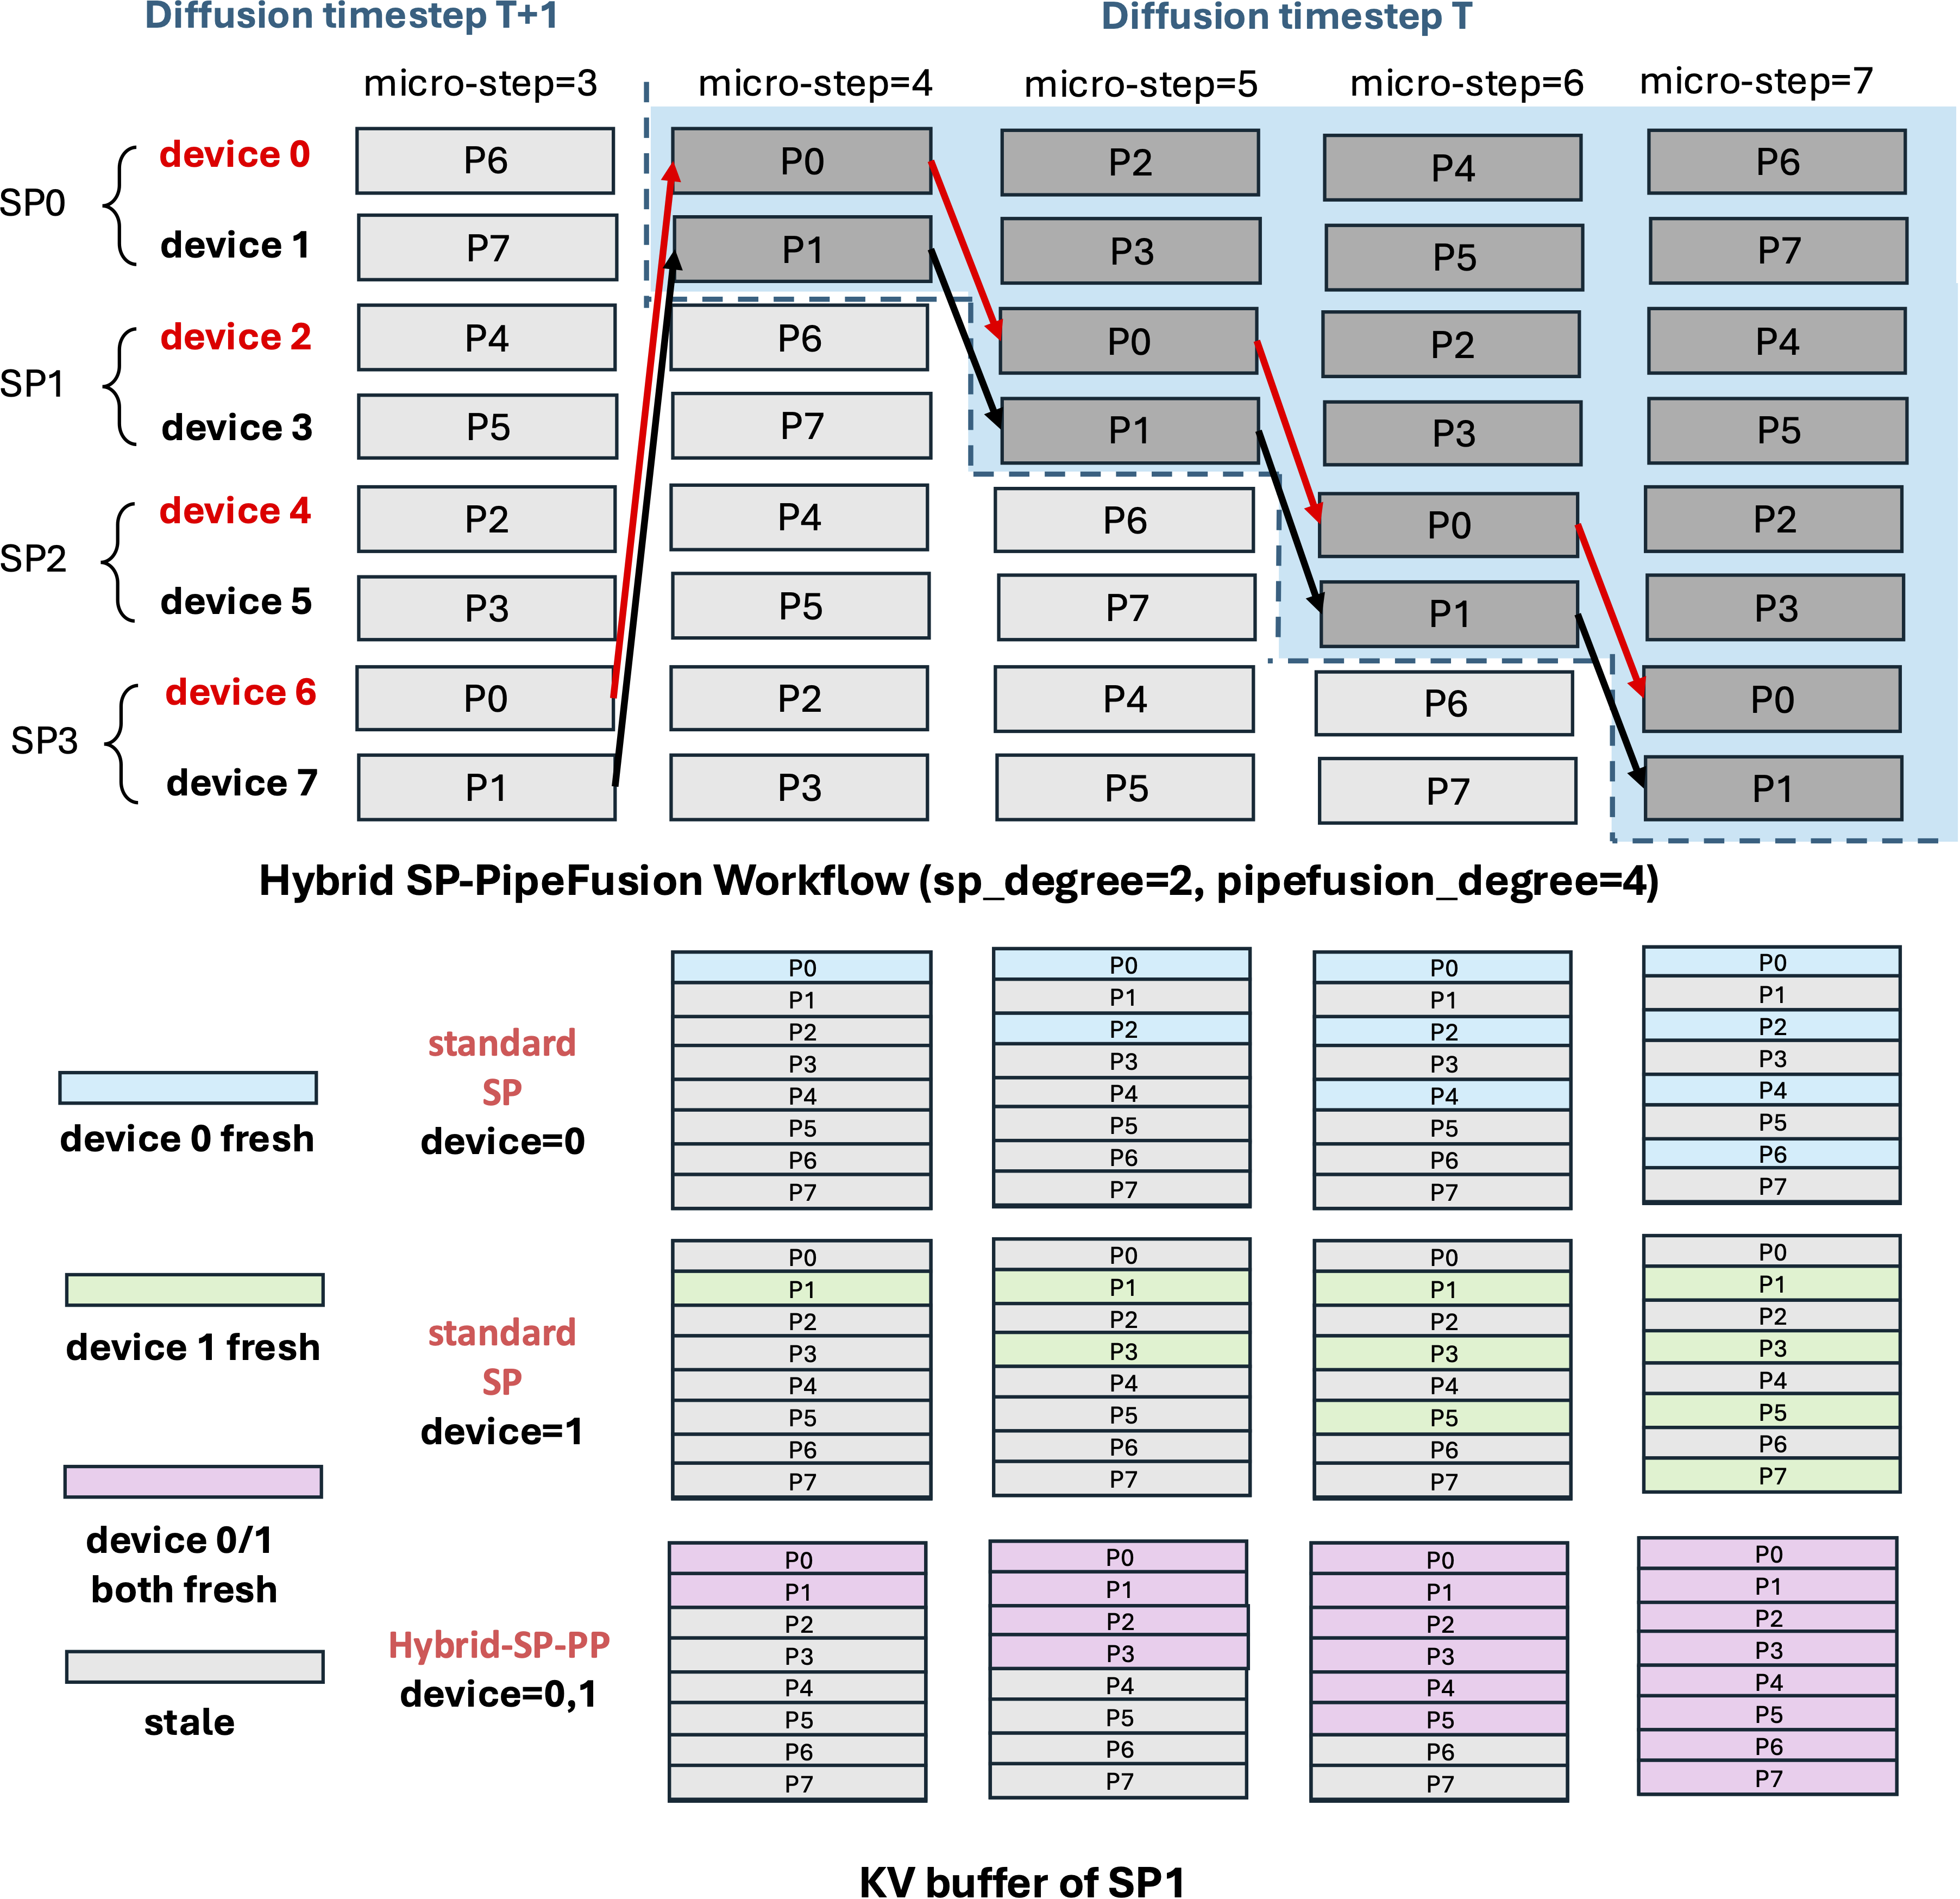 Diffusion timestep T+1
Diffusion timestep T
micro-step=3
micro-step=4
micro-step=5
micro-step=6
micro-step=7
SP0
device 0
P6
P0
P2
P4
P6
device 1
P7
P1
P3
P5
P7
SP1
device 2
P4
P6
P0
P2
P4
device 3
P5
P7
P1
P3
P5
SP2
device 4
P2
P4
P6
P0
P2
device 5
P3
P5
P7
P1
P3
SP3
device 6
P0
P2
P4
P6
P0
device 7
P1
P3
P5
P7
P1
Hybrid SP-PipeFusion Workflow (sp_degree=2, pipefusion_degree=4)
device 0 fresh
device 1 fresh
device 0/1
both fresh
stale
standard
SP
device=0
P0
P1
P2
P3
P4
P5
P6
P7
P0
P1
P2
P3
P4
P5
P6
P7
P0
P1
P2
P3
P4
P5
P6
P7
P0
P1
P2
P3
P4
P5
P6
P7
standard
SP
device=1
P0
P1
P2
P3
P4
P5
P6
P7
P0
P1
P2
P3
P4
P5
P6
P7
P0
P1
P2
P3
P4
P5
P6
P7
P0
P1
P2
P3
P4
P5
P6
P7
Hybrid-SP-PP
device=0,1
P0
P1
P2
P3
P4
P5
P6
P7
P0
P1
P2
P3
P4
P5
P6
P7
P0
P1
P2
P3
P4
P5
P6
P7
P0
P1
P2
P3
P4
P5
P6
P7
KV buffer of SP1